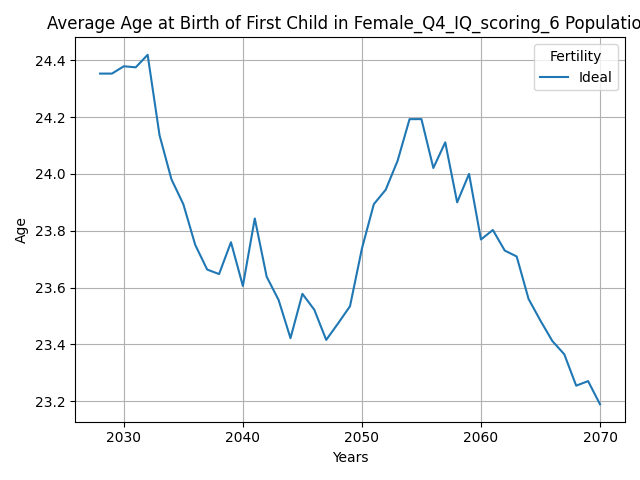 Average Age at Birth of First Child in Female_Q4_IQ_scoring_6 Populatio
Fertility
Ideal
24.4
24.2
24.0
23.8
23.6
23.4
23.2
Age
2030 2040 2050 2060 2070
Years